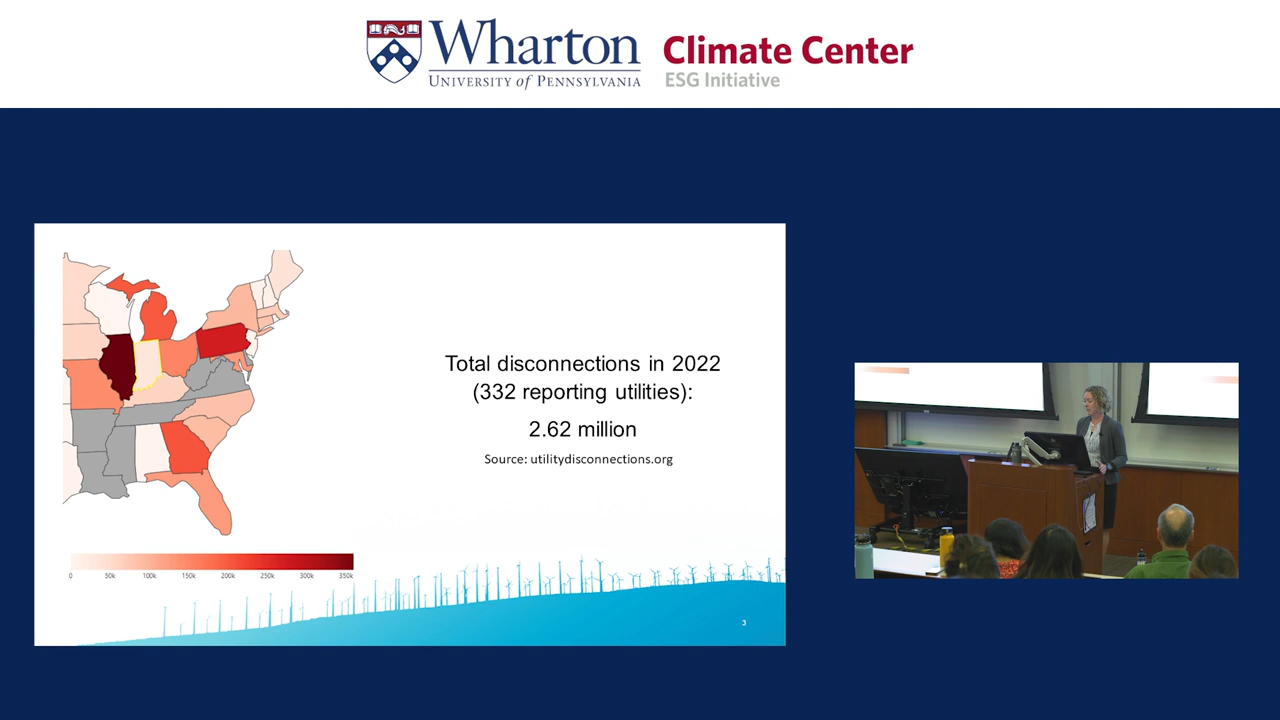 Wharton
UNIVERSITY of PENNSYLVANIA
Climate Center
ESG Initiative
Total disconnections in 2022
(332 reporting utilities):
2.62 million
Source: utilitydisconnections.org
0 50k 100k 150k 200k 250k 300k 350k
3